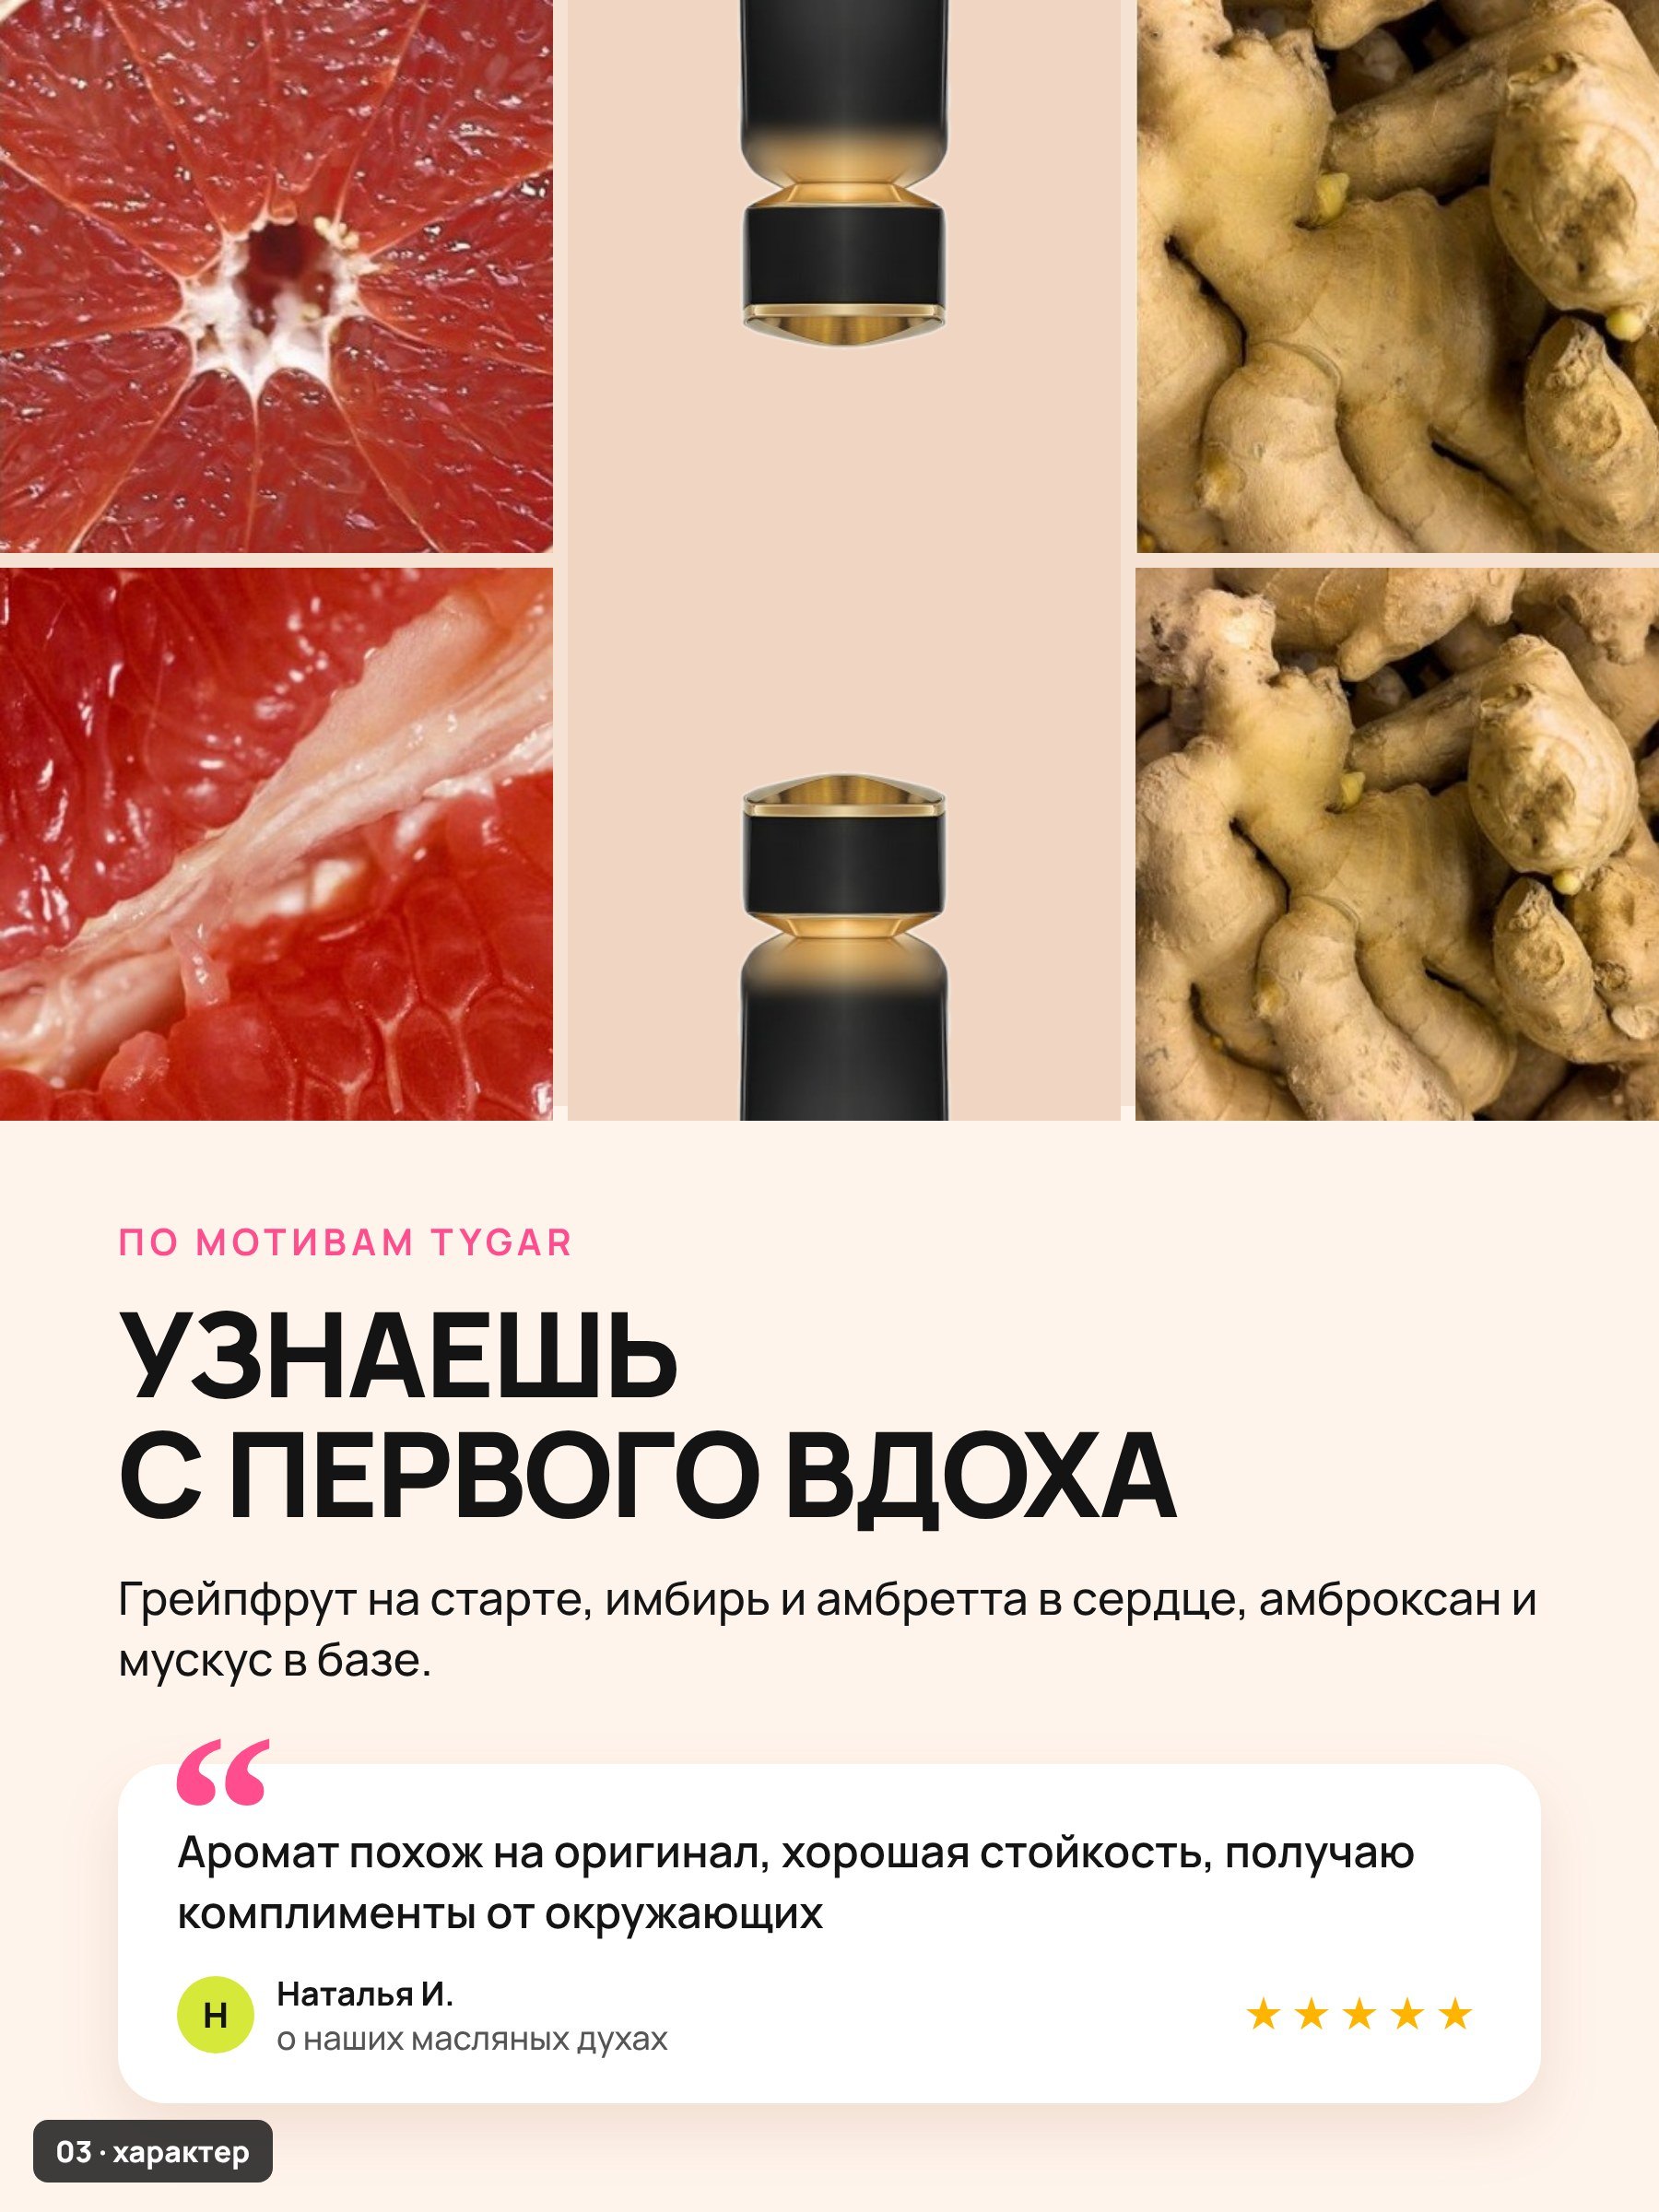 ПО МОТИВАМ TYGAR
УЗНАЕШЬ
С ПЕРВОГО ВДОХА
Грейпфрут на старте, имбирь и амбретта в сердце, амброксан и
мускус в базе.
“
Аромат похож на оригинал, хорошая стойкость, получаю
комплименты от окружающих
Н
Наталья И.
о наших масляных духах
★★★★★
03 · характер